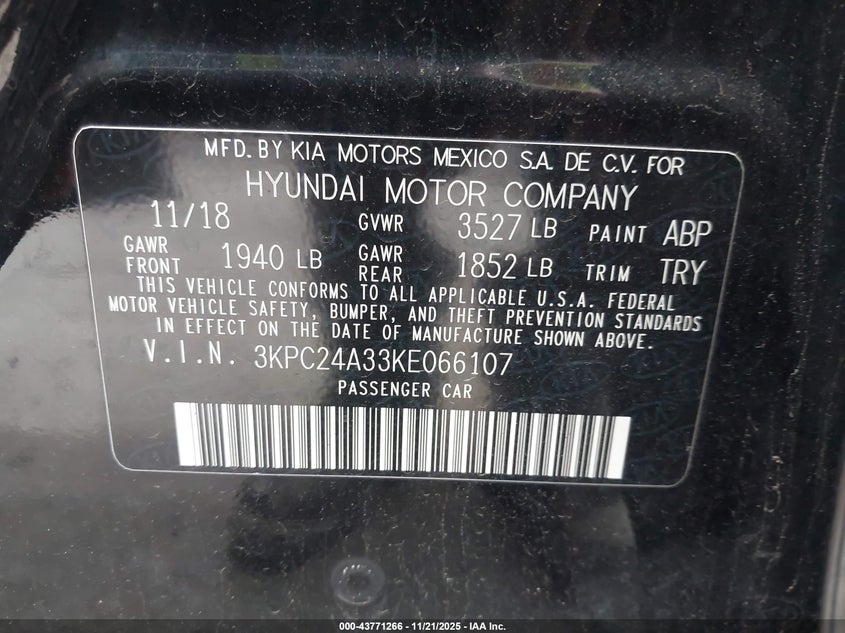 MFD. BY KIA MOTORS MEXICO S.A. DE C.V. FOR
HYUNDAI MOTOR COMPANY
11/18 GVWR 3527 LB PAINT ABP
GAWR FRONT 1940 LB GAWR REAR 1852 LB TRIM TRY
THIS VEHICLE CONFORMS TO ALL APPLICABLE U.S.A. FEDERAL
MOTOR VEHICLE SAFETY, BUMPER, AND THEFT PREVENTION STANDARDS
IN EFFECT ON THE DATE OF MANUFACTURE SHOWN ABOVE.
V.I.N. 3KPC24A33KE066107
PASSENGER CAR
000-43771266 - 11/21/2025 - IAA Inc.